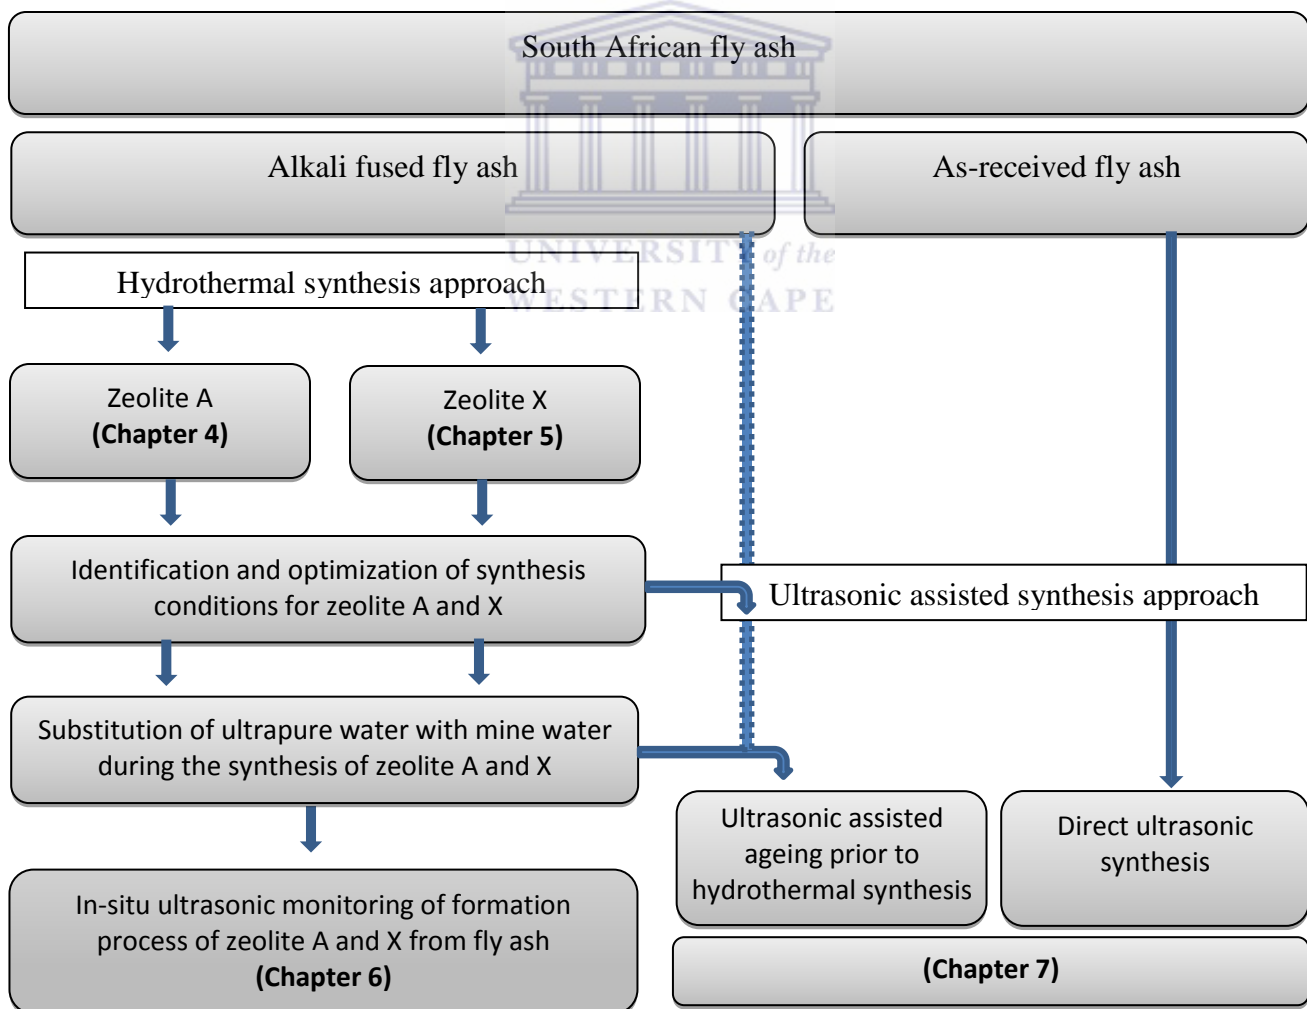 South African fly ash
Alkali fused fly ash
As-received fly ash
UNIVERSITY of the
WESTERN CAPE
Hydrothermal synthesis approach
Zeolite A
(Chapter 4)
Zeolite X
(Chapter 5)
Identification and optimization of synthesis
conditions for zeolite A and X
Ultrasonic assisted synthesis approach
Substitution of ultrapure water with mine water
during the synthesis of zeolite A and X
Ultrasonic assisted
ageing prior to
hydrothermal synthesis
Direct ultrasonic
synthesis
In-situ ultrasonic monitoring of formation
process of zeolite A and X from fly ash
(Chapter 6)
(Chapter 7)